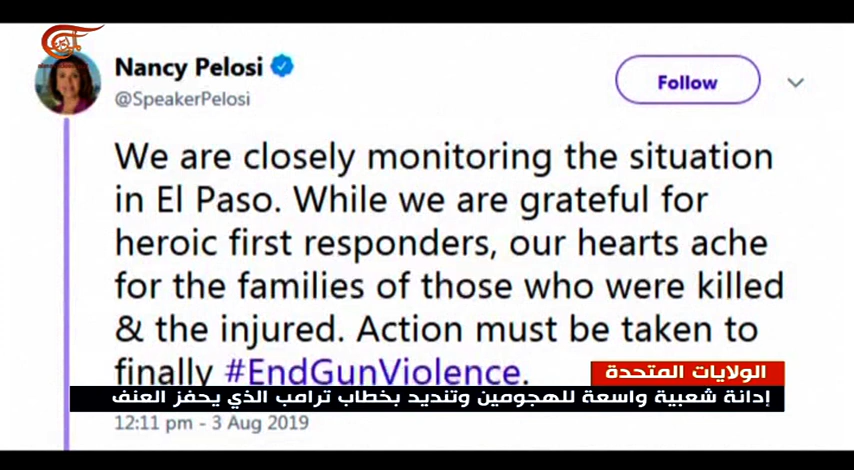 Nancy Pelosi
Follow
@SpeakerPelosi
We are closely monitoring the situation
in El Paso. While we are grateful for
heroic first responders, our hearts ache
for the families of those who were killed
& the injured. Action must be taken to
finally #EndGunViolence.
الولايات المتحدة
إدانة شعبية واسعة للهجومين وتنديد بخطاب ترامب الذي يحفز العنف
12:11 pm - 3 Aug 2019